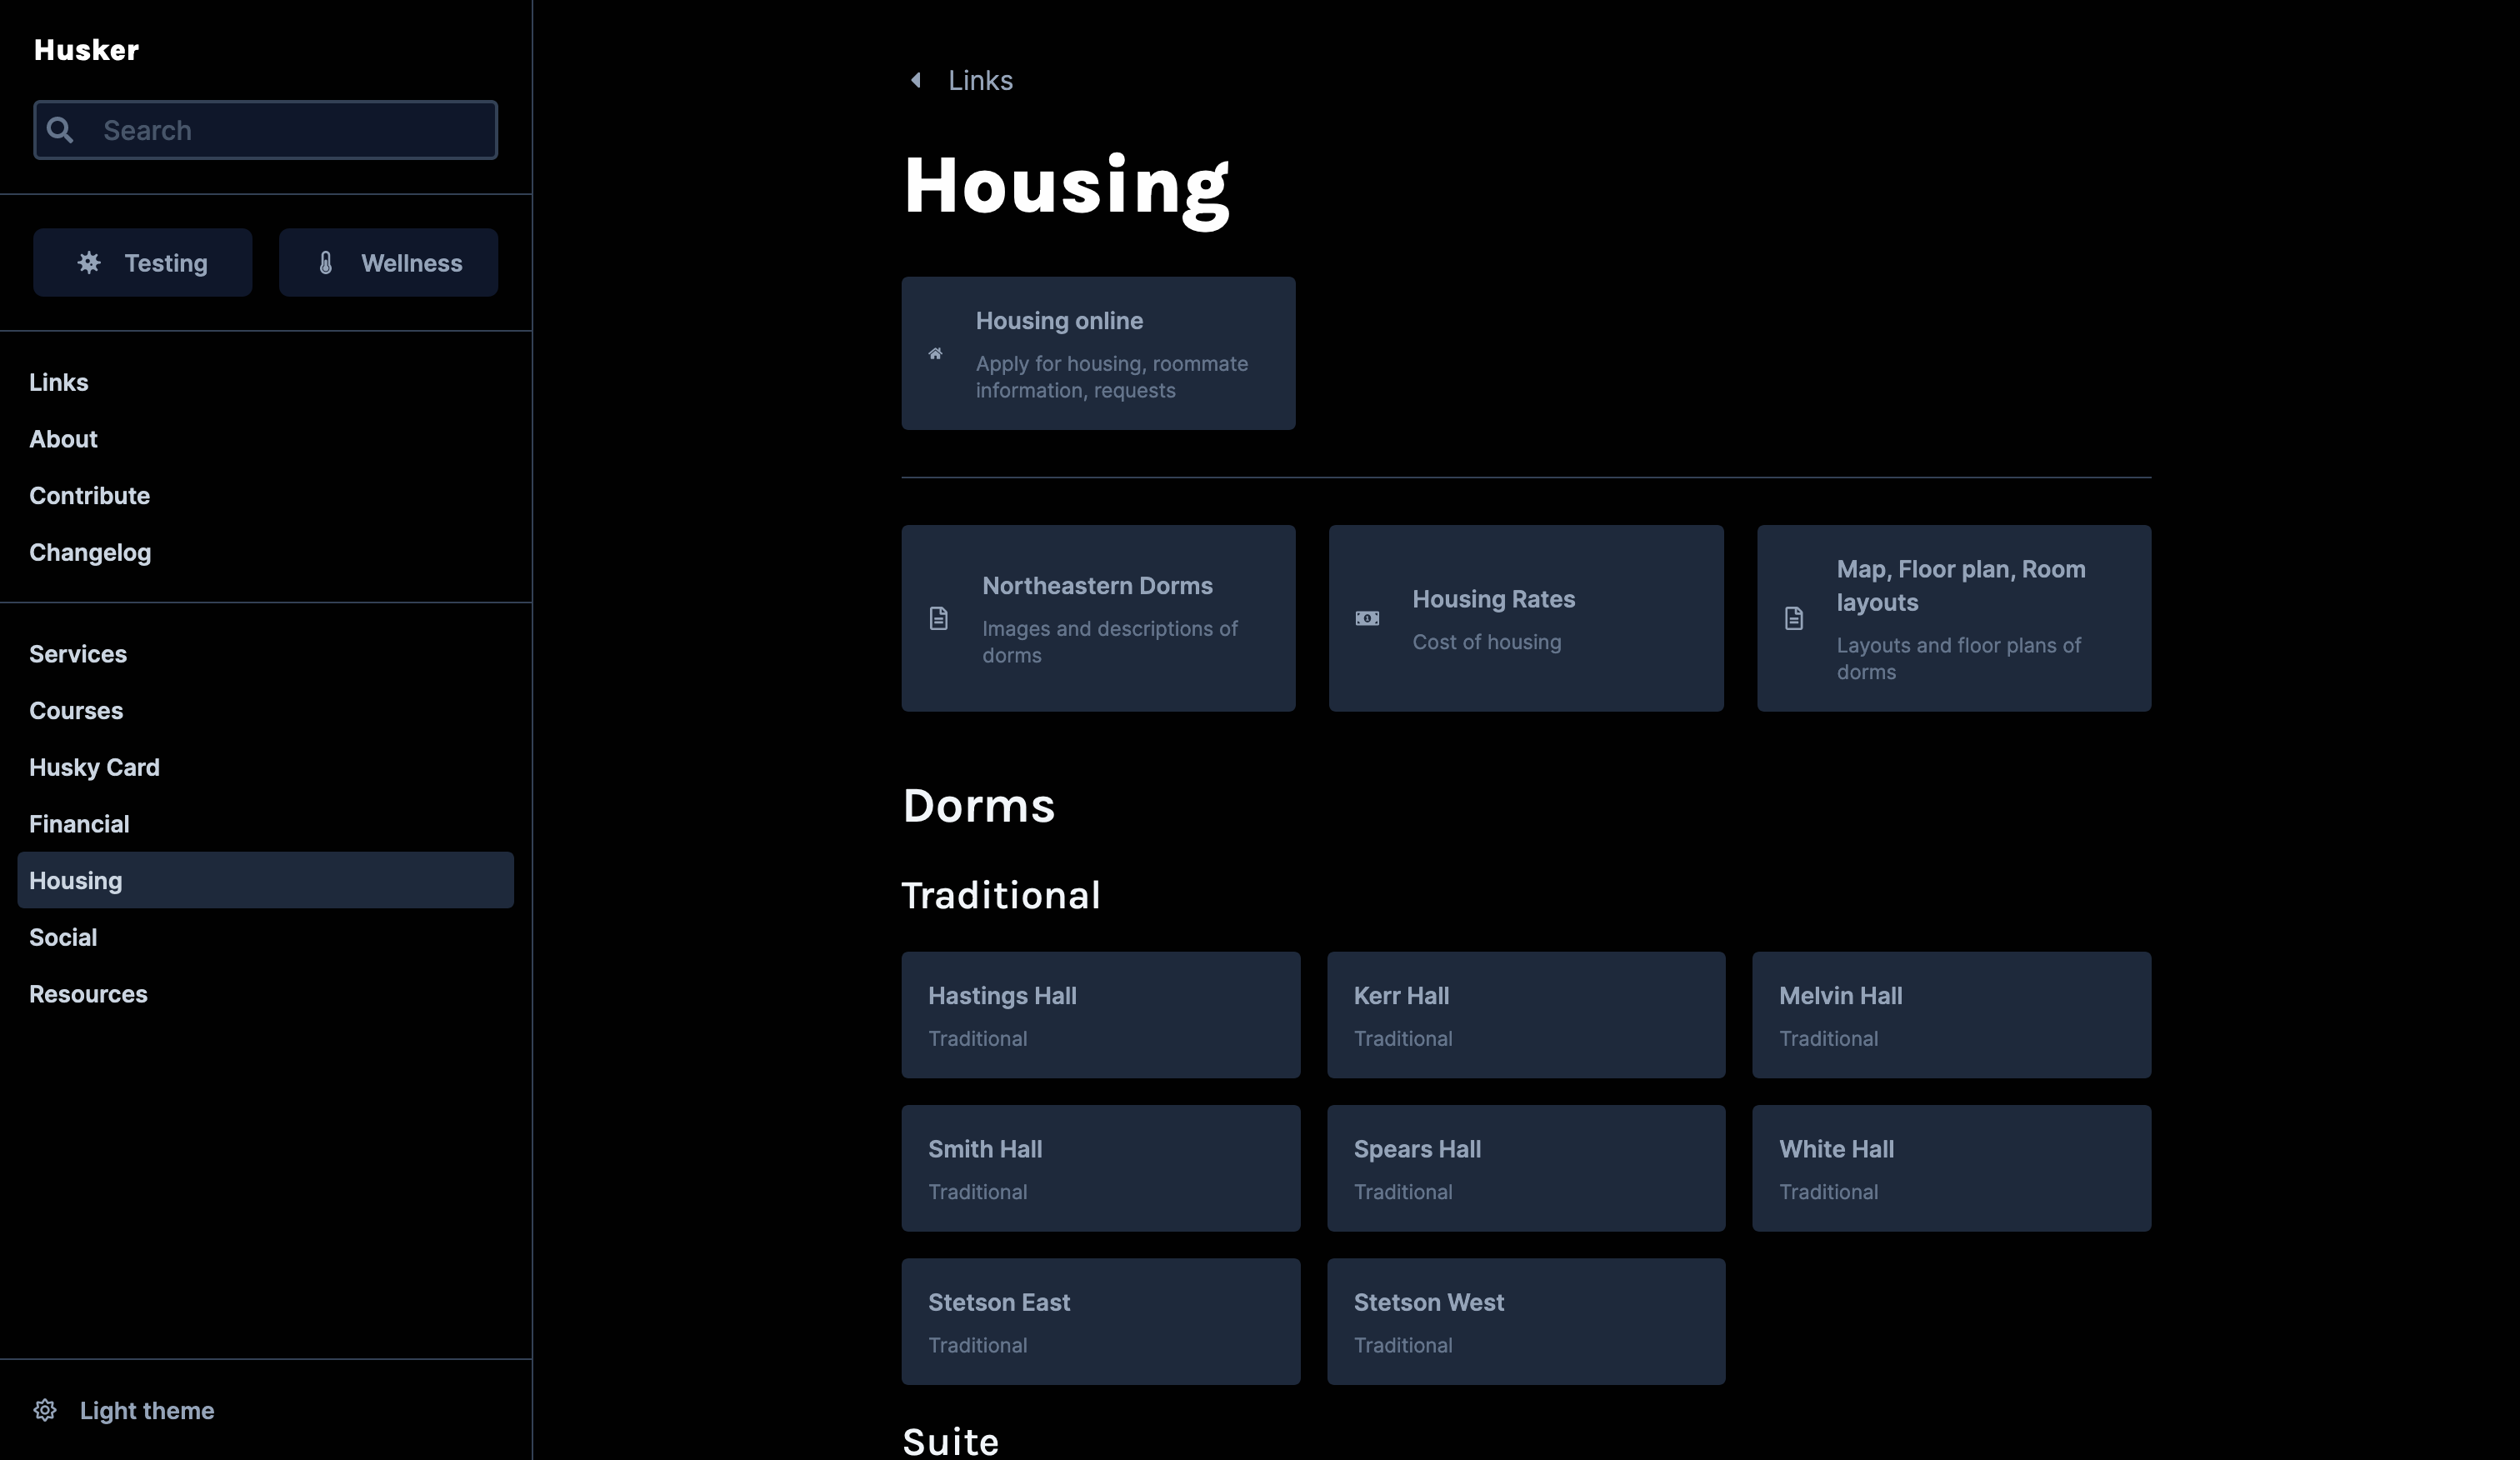 Husker
Search
Testing
Wellness
Links
About
Contribute
Changelog
Services
Courses
Husky Card
Financial
Housing
Social
Resources
Light theme
Links
Housing
Housing online
Apply for housing, roommate
information, requests
Northeastern Dorms
Images and descriptions of
dorms
Housing Rates
Cost of housing
Map, Floor plan, Room
layouts
Layouts and floor plans of
dorms
Dorms
Traditional
Hastings Hall
Traditional
Kerr Hall
Traditional
Melvin Hall
Traditional
Smith Hall
Traditional
Spears Hall
Traditional
White Hall
Traditional
Stetson East
Traditional
Stetson West
Traditional
Suite